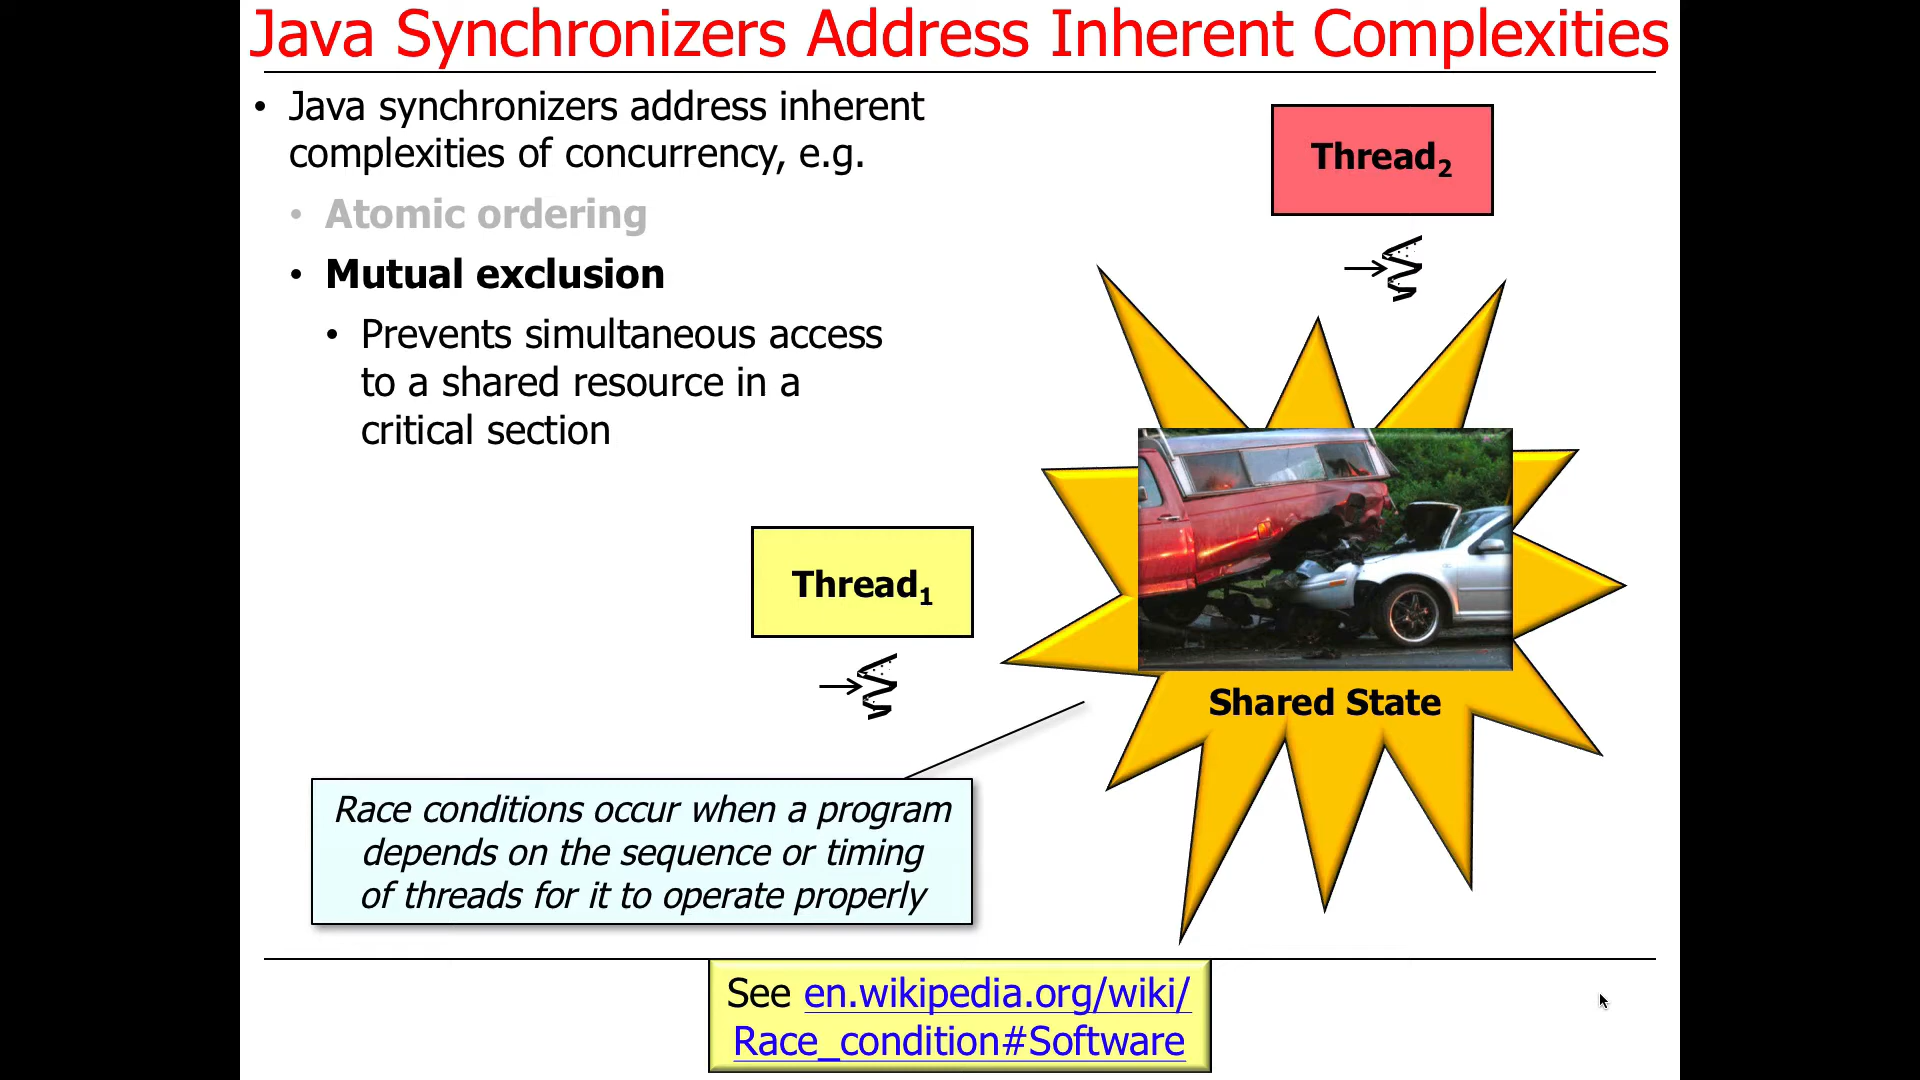 Java Synchronizers Address Inherent Complexities
• Java synchronizers address inherent
complexities of concurrency, e.g.
• Atomic ordering
• Mutual exclusion
• Prevents simultaneous access
to a shared resource in a
critical section
Thread2
Thread1
Shared State
Race conditions occur when a program
depends on the sequence or timing
of threads for it to operate properly
See en.wikipedia.org/wiki/
Race_condition#Software